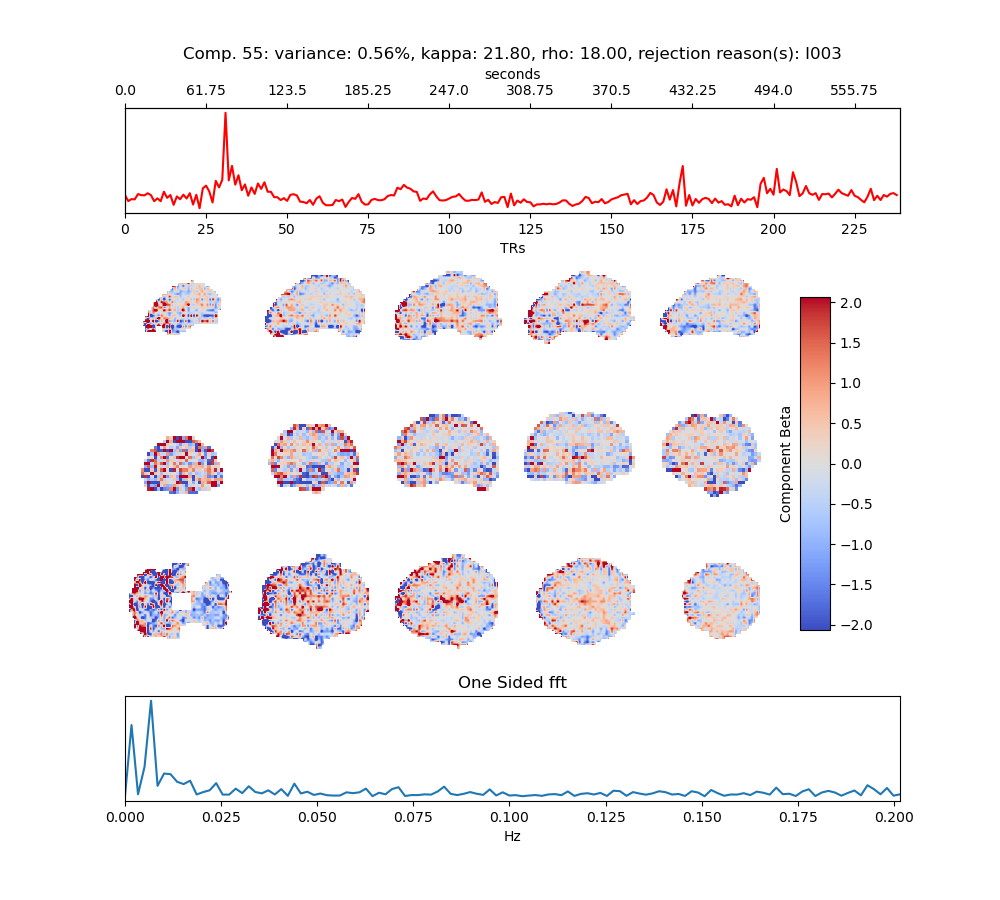 Comp. 55: variance: 0.56%, kappa: 21.80, rho: 18.00, rejection reason(s): I003
seconds
0.0 61.75 123.5 185.25 247.0 308.75 370.5 432.25 494.0 555.75
0 25 50 75 100 125 150 175 200 225
TRs
2.0
1.5
1.0
0.5
0.0
−0.5
−1.0
−1.5
−2.0
Component Beta
One Sided fft
0.000 0.025 0.050 0.075 0.100 0.125 0.150 0.175 0.200
Hz